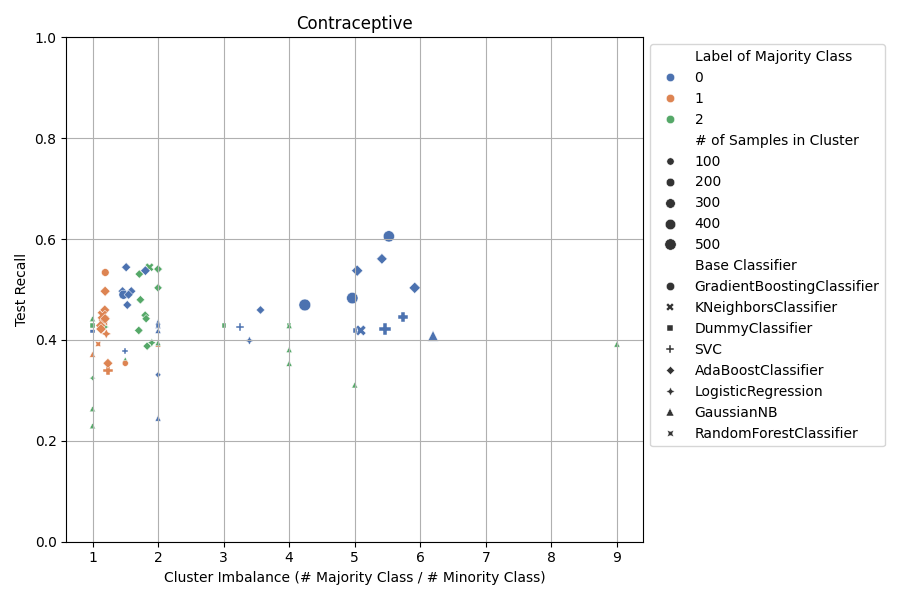 Contraceptive
1.0
0.8
0.6
0.4
0.2
0.0
Test Recall
1 2 3 4 5 6 7 8 9
Cluster Imbalance (# Majority Class / # Minority Class)
Label of Majority Class
0
1
2
# of Samples in Cluster
100
200
300
400
500
Base Classifier
GradientBoostingClassifier
KNeighborsClassifier
DummyClassifier
SVC
AdaBoostClassifier
LogisticRegression
GaussianNB
RandomForestClassifier